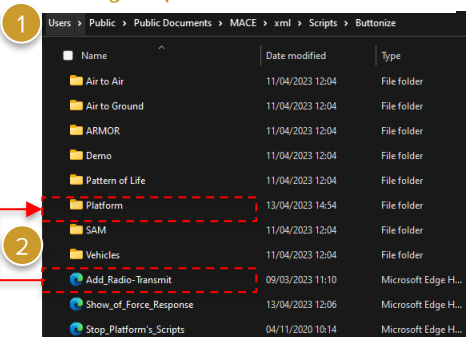 1
Users > Public > Public Documents > MACE > xml > Scripts > Buttonize
Name Date modified Type
Air to Air 11/04/2023 12:04 File folder
Air to Ground 11/04/2023 12:04 File folder
ARMOR 11/04/2023 12:04 File folder
Demo 11/04/2023 12:04 File folder
Pattern of Life 11/04/2023 12:04 File folder
Platform 13/04/2023 14:54 File folder
SAM 11/04/2023 12:04 File folder
2
Vehicles 11/04/2023 12:04 File folder
Add_Radio-Transmit 09/03/2023 11:10 Microsoft Edge H...
Show_of_Force_Response 13/04/2023 12:06 Microsoft Edge H...
Stop_Platform's_Scripts 04/11/2020 10:14 Microsoft Edge H...